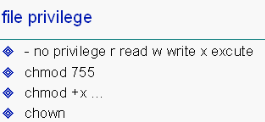 file privilege
- no privilege r read w write x excute
chmod 755
chmod +x ...
chown